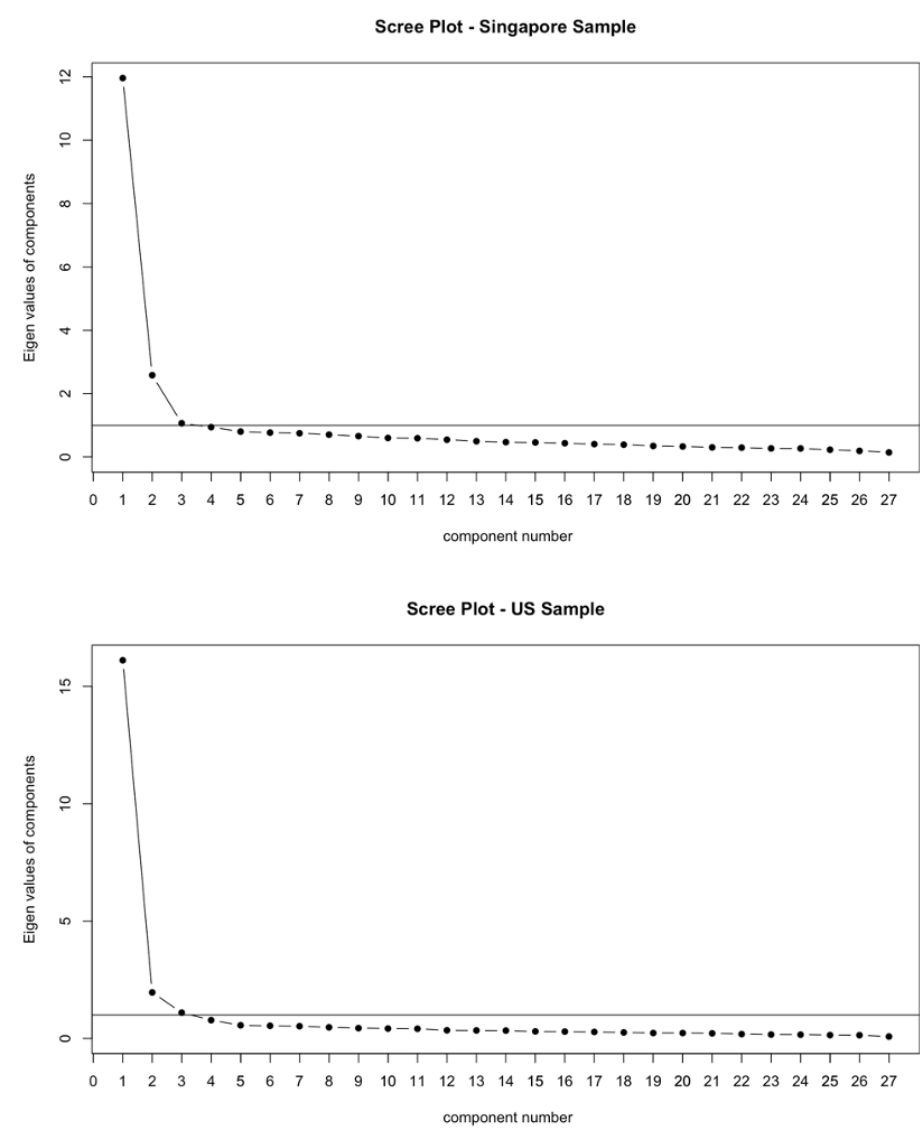 Scree Plot - Singapore Sample
Eigen values of components
12
10
8
6
4
2
0
0 1 2 3 4 5 6 7 8 9 10 11 12 13 14 15 16 17 18 19 20 21 22 23 24 25 26 27
component number
Scree Plot - US Sample
Eigen values of components
15
10
5
0
0 1 2 3 4 5 6 7 8 9 10 11 12 13 14 15 16 17 18 19 20 21 22 23 24 25 26 27
component number